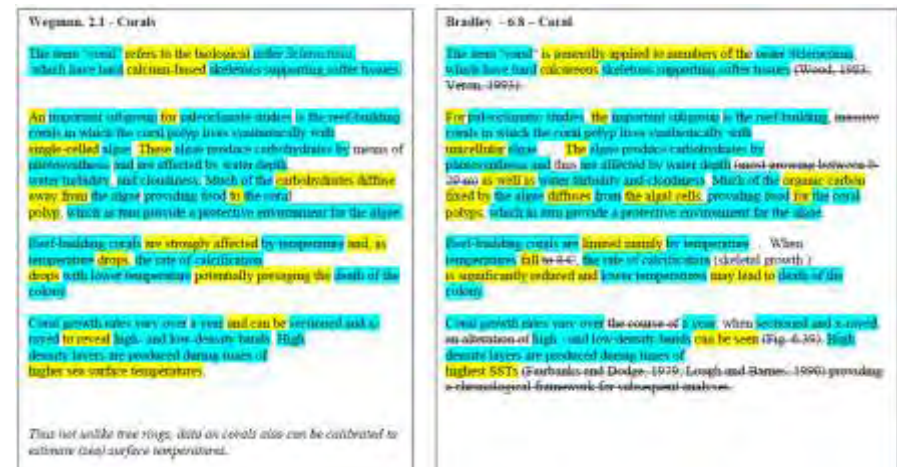 Wegman, 2.1 - Corals
The term "coral" refers to the biological order Scleractinia,
which have hard calcium-based skeletons supporting softer tissues.
An important subgroup for paleoclimate studies is the reef-building
corals in which the coral polyp lives symbiotically with
single-celled algae. These algae produce carbohydrates by means of
photosynthesis and are affected by water depth,
water turbidity, and cloudiness. Much of the carbohydrates diffuse
away from the algae providing food to the coral
polyp, which in turn provide a protective environment for the algae.
Reef-building corals are strongly affected by temperature and, as
temperature drops, the rate of calcification
drops with lower temperature potentially presaging the death of the
colony.
Coral growth rates vary over a year and can be sectioned and x-
rayed to reveal high- and low-density bands. High
density layers are produced during times of
higher sea surface temperatures.
Thus not unlike tree rings, data on corals also can be calibrated to
estimate (sea) surface temperatures.
Bradley - 6.8 - Coral
The term "coral" is generally applied to members of the order Scleractinia,
which have hard calcareous skeletons supporting softer tissues (Wood, 1983;
Veron, 1993).
For paleoclimatic studies, the important subgroup is the reef-building, massive
corals in which the coral polyp lives symbiotically with
unicellular algae. The algae produce carbohydrates by
photosynthesis and thus are affected by water depth (most growing between 0-
20 m) as well as water turbidity and cloudiness. Much of the organic carbon
fixed by the algae diffuses from the algal cells, providing food for the coral
polyps, which in turn provide a protective environment for the algae.
Reef-building corals are limited mainly by temperature. When
temperatures fall the rate of calcification (skeletal growth)
is significantly reduced and lower temperatures may lead to death of the
colony.
Coral growth rates vary over the course of a year, when sectioned and x-rayed,
an alteration of high - and low-density bands can be seen (Fig. 6.39). High
density layers are produced during times of
highest SSTs (Fairbanks and Dodge, 1979; Lough and Barnes, 1990) providing
a chronological framework for subsequent analyses.